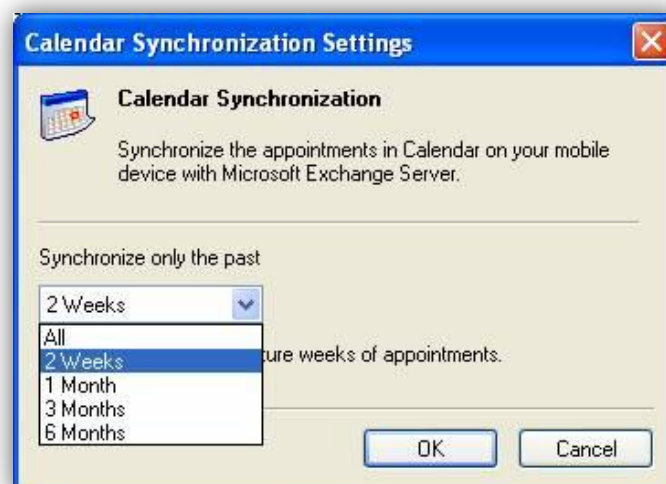 Calendar Synchronization Settings
Calendar Synchronization
Synchronize the appointments in Calendar on your mobile
device with Microsoft Exchange Server.
Synchronize only the past
2 Weeks
All
2 Weeks
weeks of appointments.
1 Month
3 Months
6 Months
OK Cancel